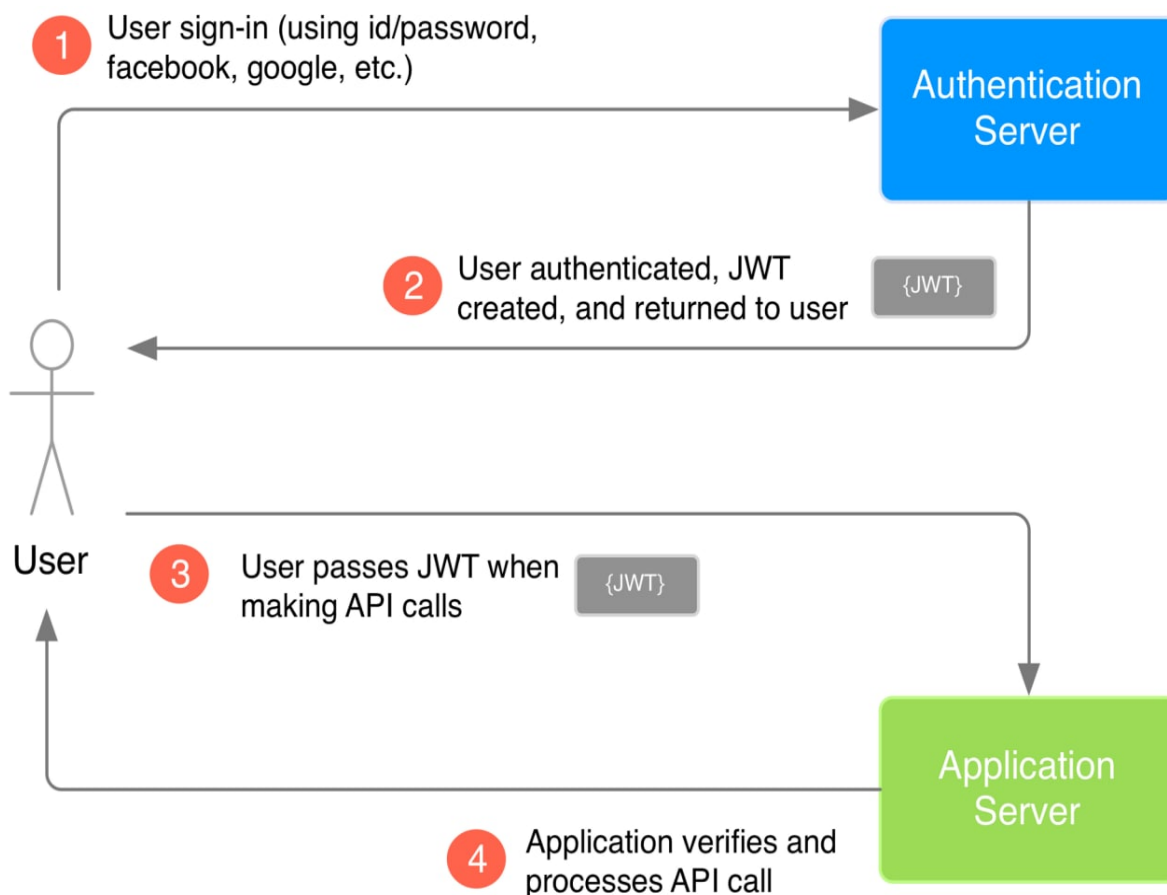 1
User sign-in (using id/password,
facebook, google, etc.)
Authentication
Server
2
User authenticated, JWT
created, and returned to user
{JWT}
User
3
User passes JWT when
making API calls
{JWT}
Application
Server
4
Application verifies and
processes API call